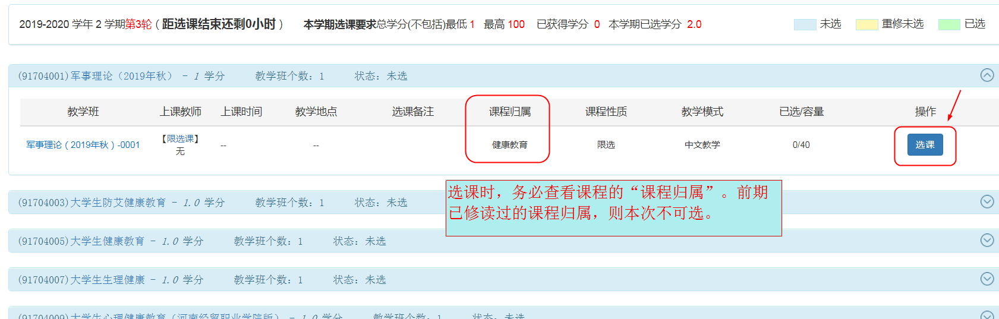 2019-2020 学年 2 学期第3轮（距选课结束还剩0小时） 本学期选课要求总学分(不包括)最低 1 最高 100 已获得学分 0 本学期已选学分 2.0 未选 重修未选 已选
(91704001)军事理论（2019年秋） - 1 学分 教学班个数：1 状态：未选
教学班 上课教师 上课时间 教学地点 选课备注 课程归属 课程性质 教学模式 已选/容量 操作
军事理论（2019年秋）-0001 【限选课】无 -- -- 健康教育 限选 中文教学 0/40 选课
选课时，务必查看课程的“课程归属”。前期
已修读过的课程归属，则本次不可选。
(91704003)大学生防艾健康教育 - 1.0 学分 教学班个数：1 状态：未选
(91704005)大学生健康教育 - 1.0 学分 教学班个数：1 状态：未选
(91704007)大学生生理健康 - 1.0 学分 教学班个数：1 状态：未选
(91704009)大学生心理健康教育（河南经贸职业学院版） - 1.0 学分 教学班个数：1 状态：未选